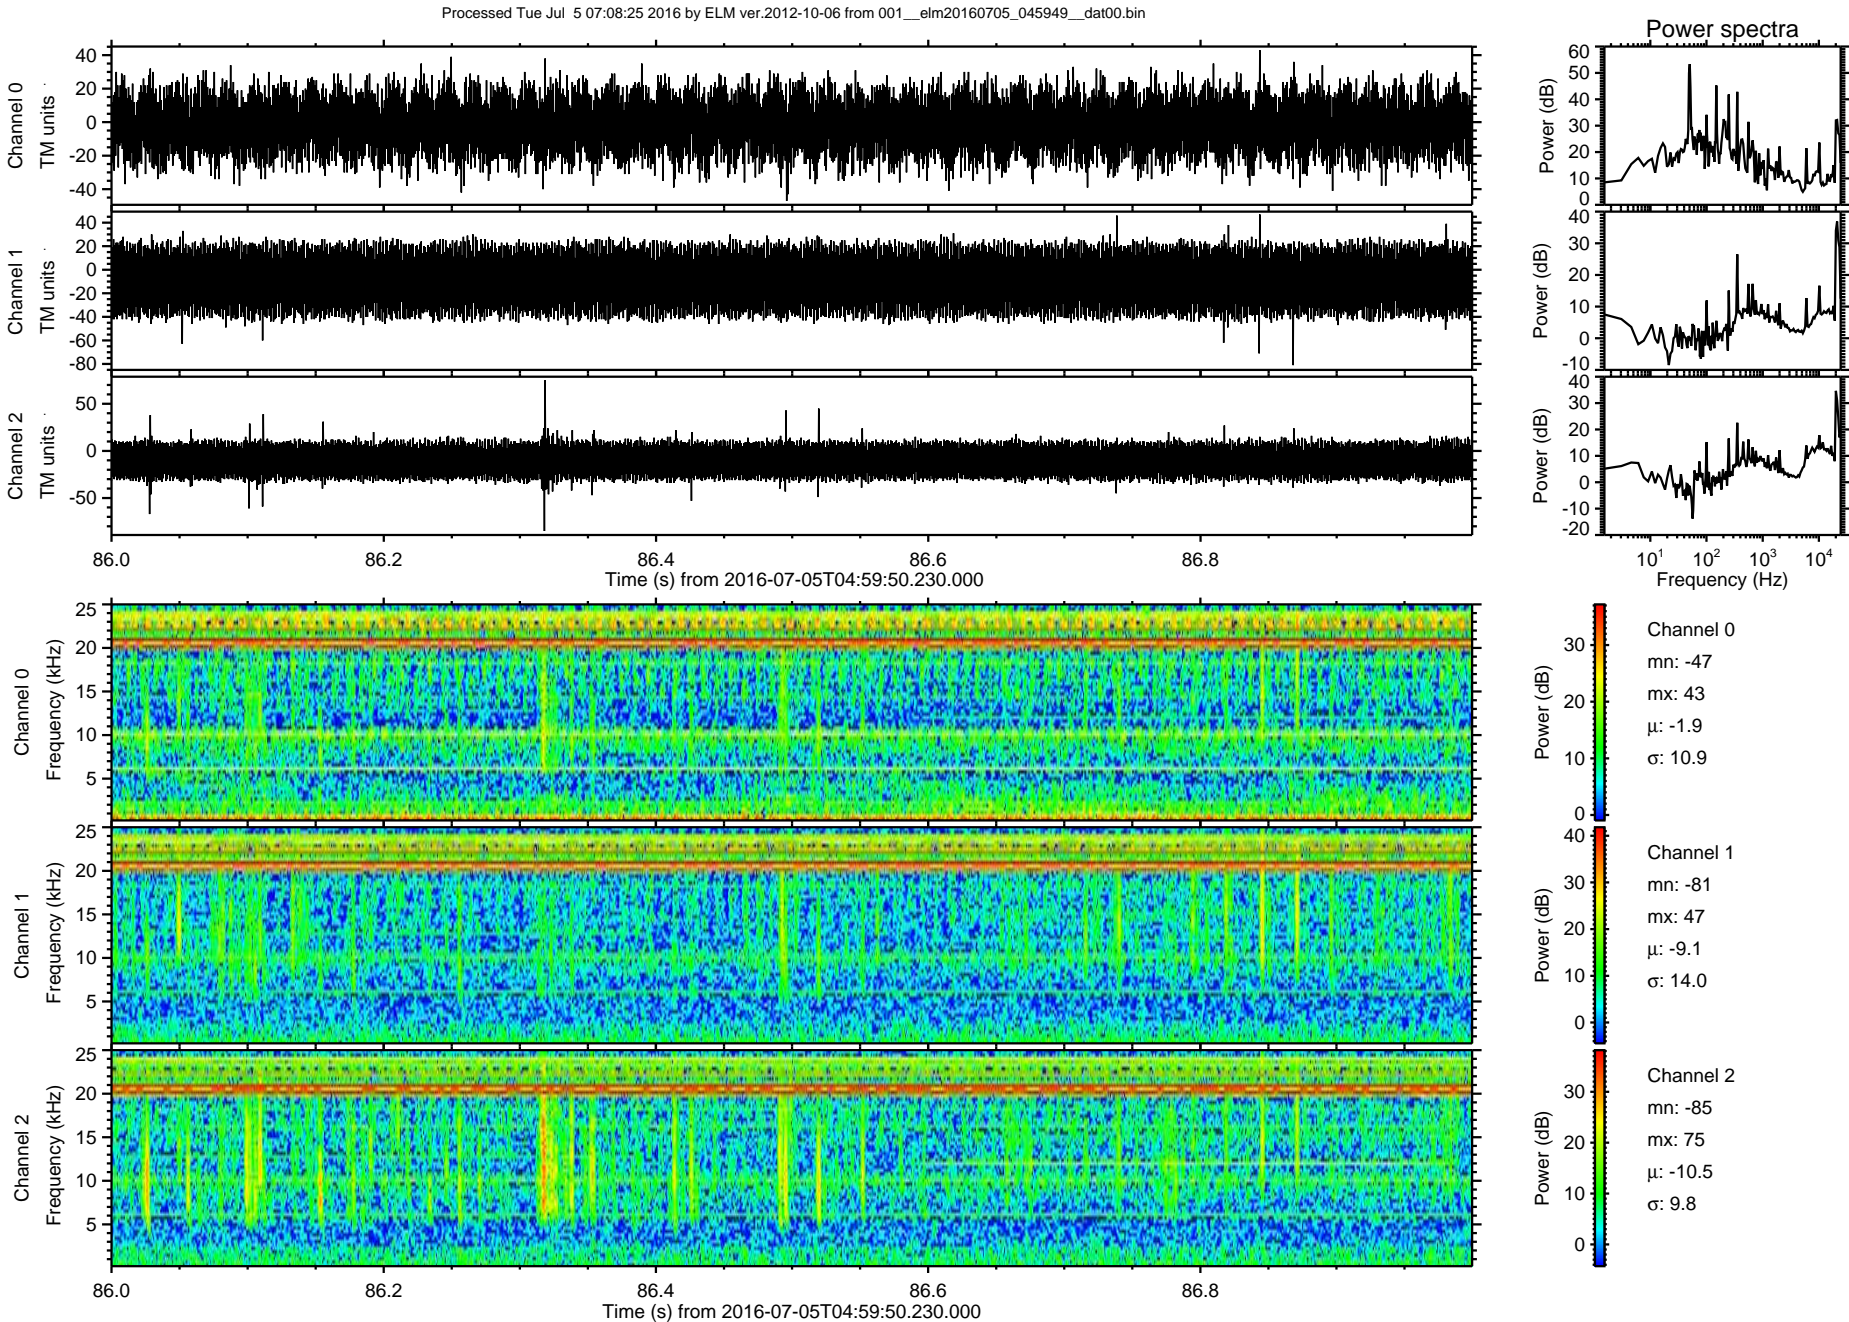 Processed Tue Jul  5 07:08:25 2016 by ELM ver.2012-10-06 from 001__elm20160705_045949__dat00.bin
Power spectra
Channel 0
TM units
40
20
0
-20
-40
Power (dB)
60
50
40
30
20
10
0
Channel 1
TM units
40
20
0
-20
-40
-60
-80
Power (dB)
40
30
20
10
0
-10
Channel 2
TM units
50
0
-50
Power (dB)
40
30
20
10
0
-10
-20
86.0 86.2 86.4 86.6 86.8
Time (s) from 2016-07-05T04:59:50.230.000
10^1 10^2 10^3 10^4
Frequency (Hz)
Channel 0
Frequency (kHz)
25
20
15
10
5
Power (dB)
30
20
10
0
Channel 0
mn: -47
mx: 43
μ: -1.9
σ: 10.9
Channel 1
Frequency (kHz)
25
20
15
10
5
Power (dB)
40
30
20
10
0
Channel 1
mn: -81
mx: 47
μ: -9.1
σ: 14.0
Channel 2
Frequency (kHz)
25
20
15
10
5
Power (dB)
30
20
10
0
Channel 2
mn: -85
mx: 75
μ: -10.5
σ: 9.8
86.0 86.2 86.4 86.6 86.8
Time (s) from 2016-07-05T04:59:50.230.000